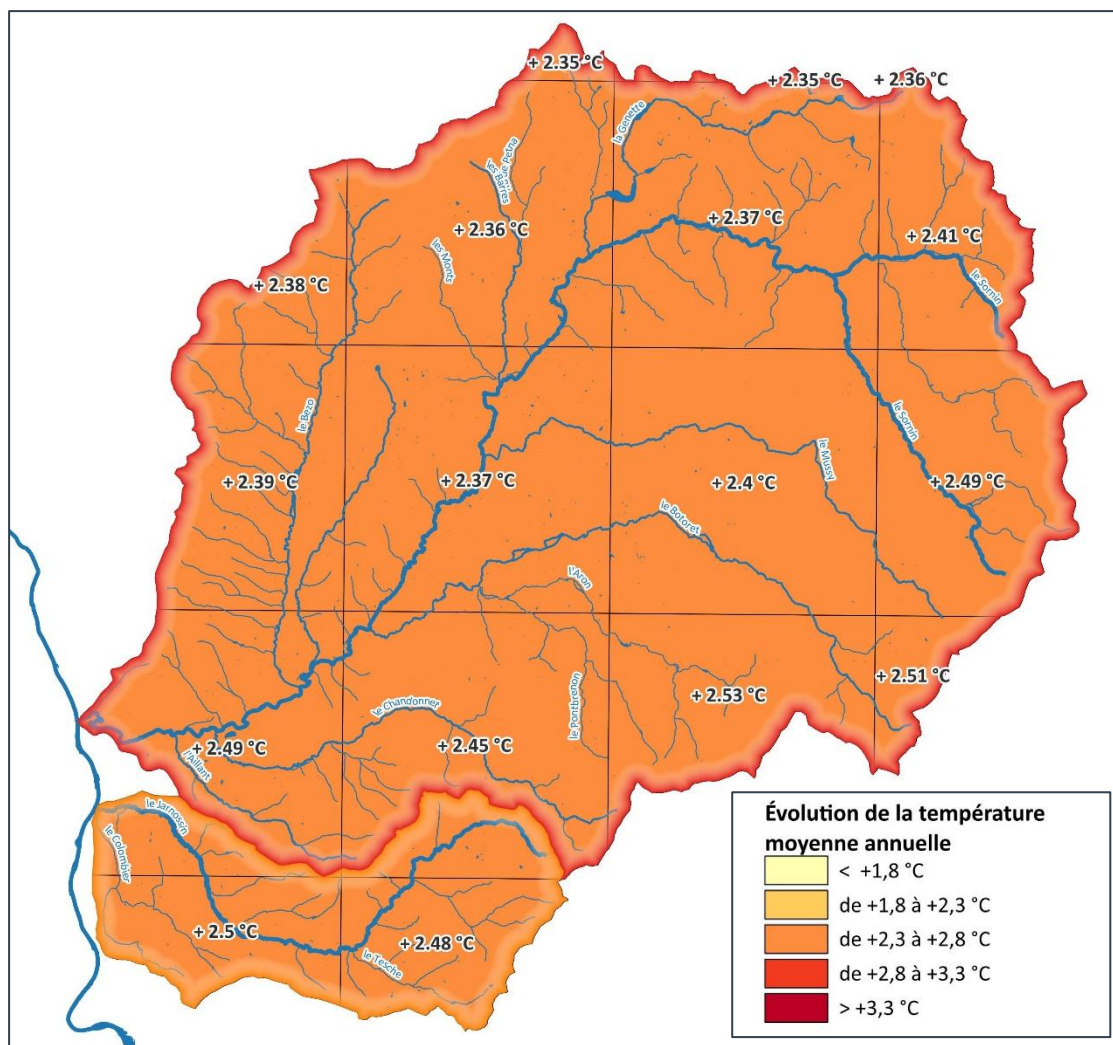 + 2.35 °C
+ 2.35 °C
+ 2.36 °C
la Genette
de Petna
les Barres
+ 2.36 °C
+ 2.37 °C
+ 2.41 °C
les Monts
le Sornin
+ 2.38 °C
le Bezo
le Sornin
le Mussy
+ 2.39 °C
+ 2.37 °C
+ 2.4 °C
+ 2.49 °C
le Botoret
l'Aron
+ 2.51 °C
+ 2.53 °C
le Pontbrenon
le Chandonnet
+ 2.49 °C
+ 2.45 °C
l'Aillant
le Jarnossin
le Colombier
+ 2.5 °C
+ 2.48 °C
le Tesche
Évolution de la température
moyenne annuelle
< +1,8 °C
de +1,8 à +2,3 °C
de +2,3 à +2,8 °C
de +2,8 à +3,3 °C
> +3,3 °C